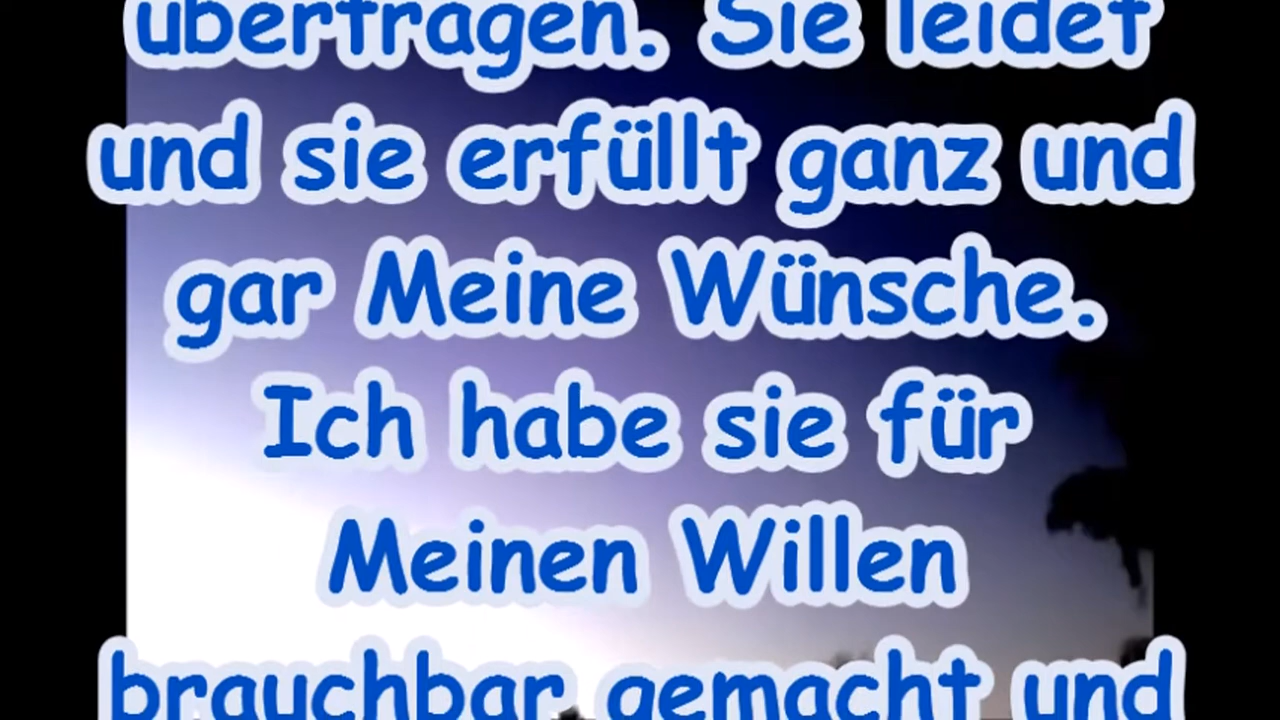 übertragen. Sie leidet
und sie erfüllt ganz und
gar Meine Wünsche.
Ich habe sie für
Meinen Willen
brauchbar gemacht und